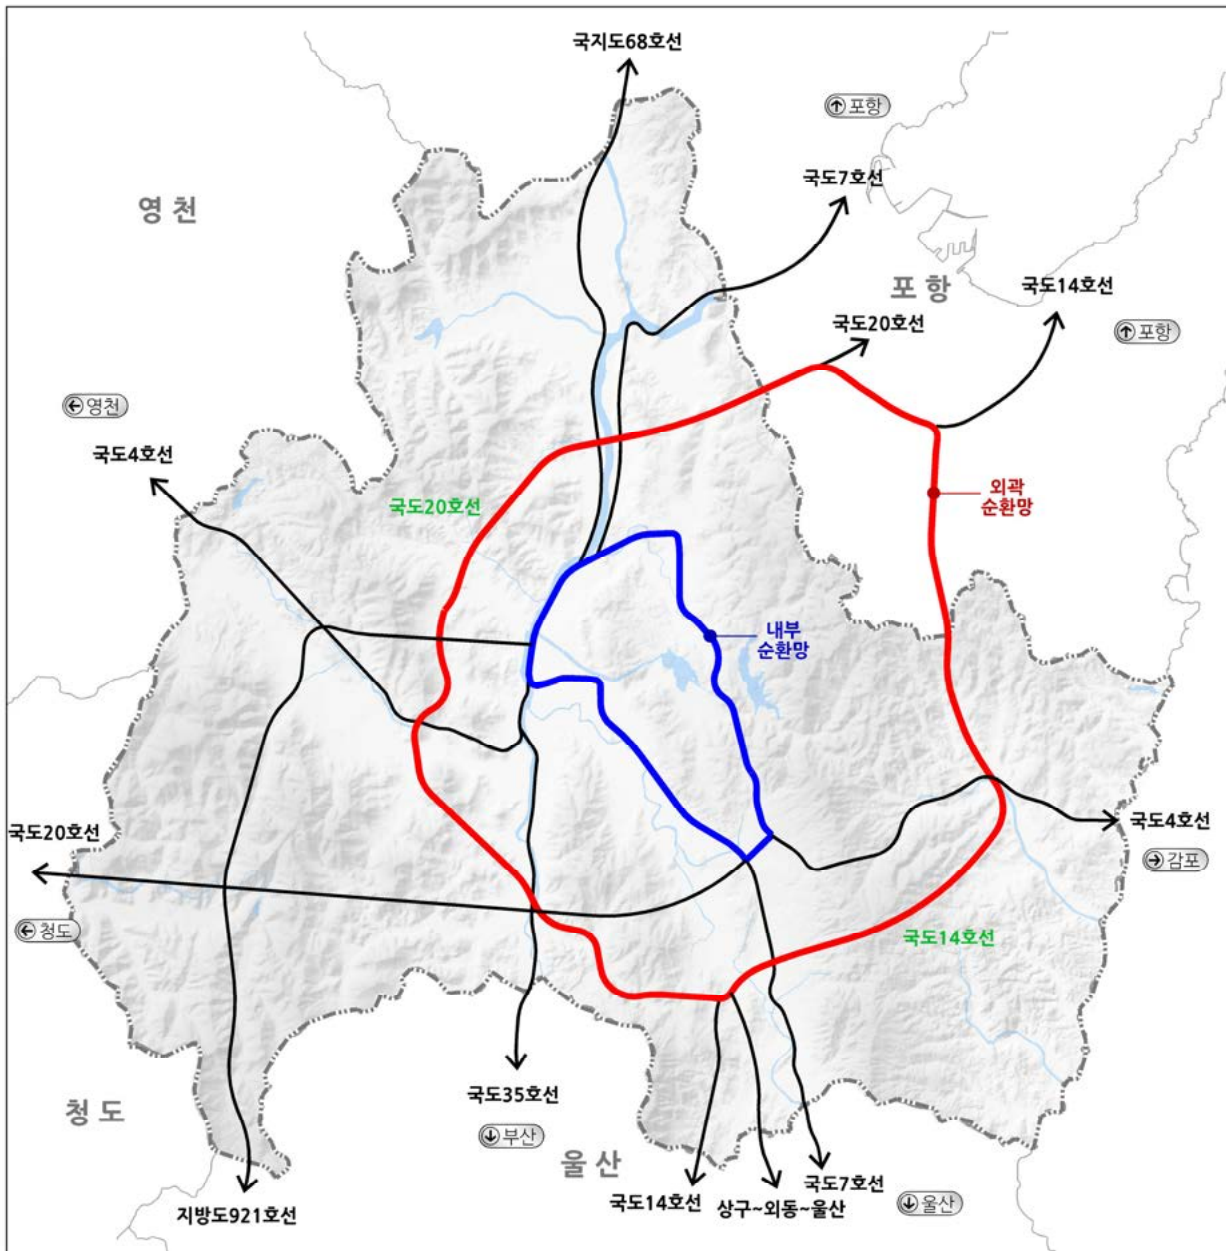 국지도68호선
포항
국도7호선
영 천
포 항
국도14호선
국도20호선
포항
영천
국도4호선
외곽
순환망
국도20호선
내부
순환망
국도20호선
국도4호선
감포
청도
국도14호선
국도35호선
청 도
부산
울 산
국도7호선
국도14호선
상구~외동~울산
울산
지방도921호선